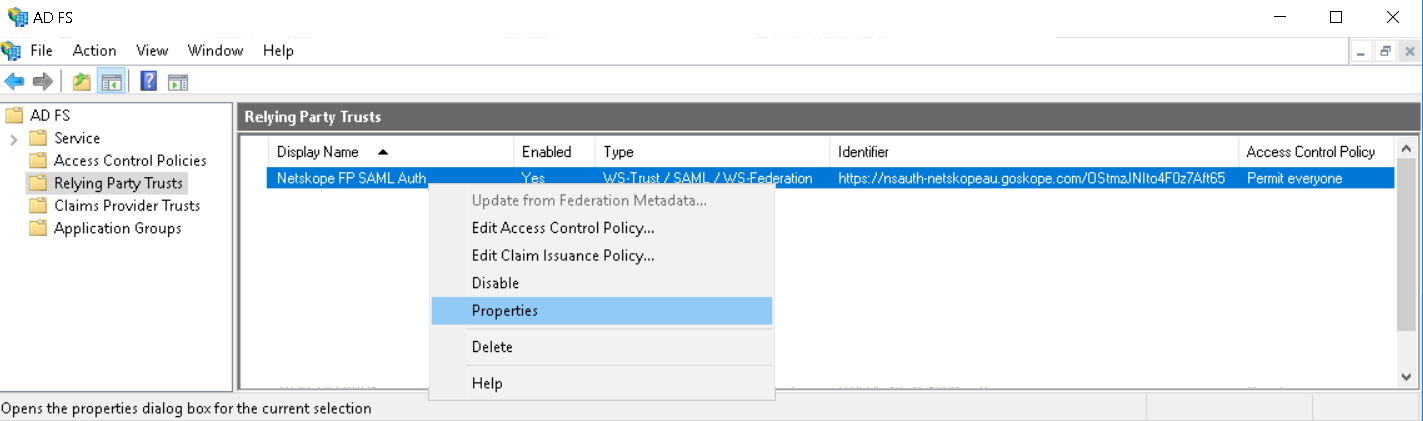 AD FS
File Action View Window Help
AD FS
Service
Access Control Policies
Relying Party Trusts
Claims Provider Trusts
Application Groups
Relying Party Trusts
Display Name Enabled Type Identifier Access Control Policy
Netskope FP SAML Auth Yes WS-Trust / SAML / WS-Federation https://nsauth-netskopeau.goskope.com/OStmzJNIto4F0z7Aft65 Permit everyone
Update from Federation Metadata...
Edit Access Control Policy...
Edit Claim Issuance Policy...
Disable
Properties
Delete
Help
Opens the properties dialog box for the current selection